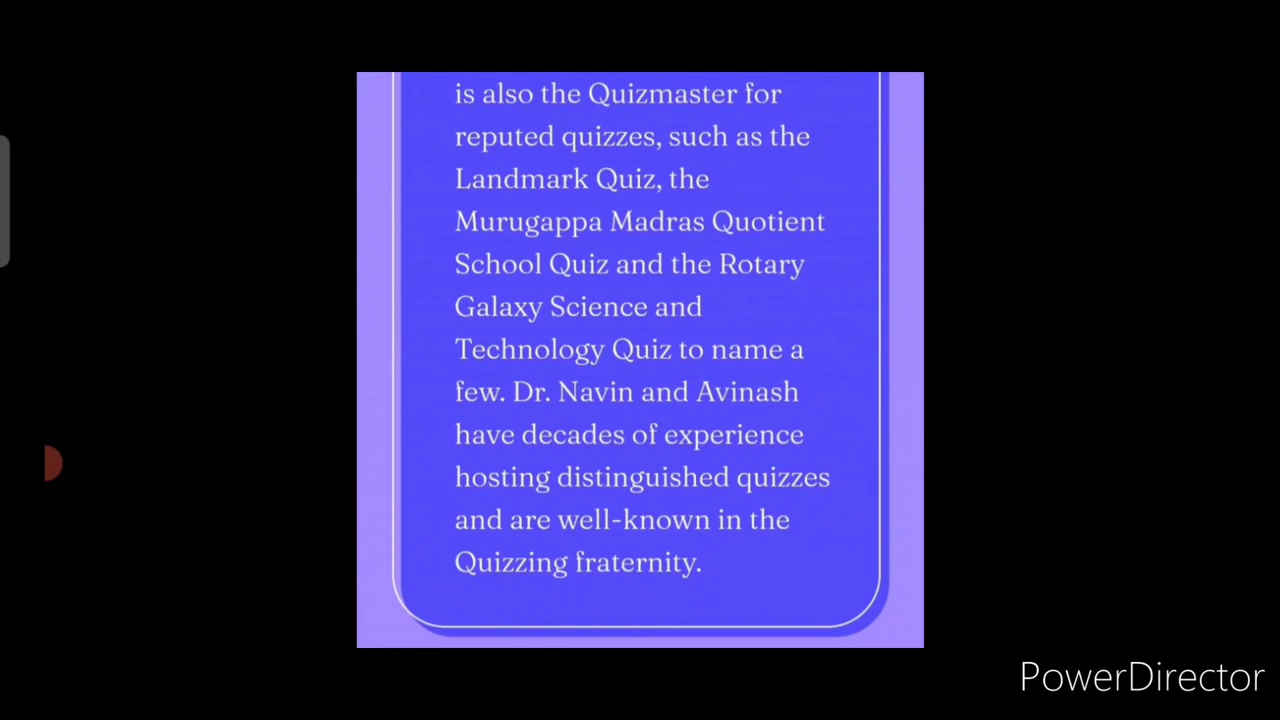 is also the Quizmaster for
reputed quizzes, such as the
Landmark Quiz, the
Murugappa Madras Quotient
School Quiz and the Rotary
Galaxy Science and
Technology Quiz to name a
few. Dr. Navin and Avinash
have decades of experience
hosting distinguished quizzes
and are well-known in the
Quizzing fraternity.
PowerDirector